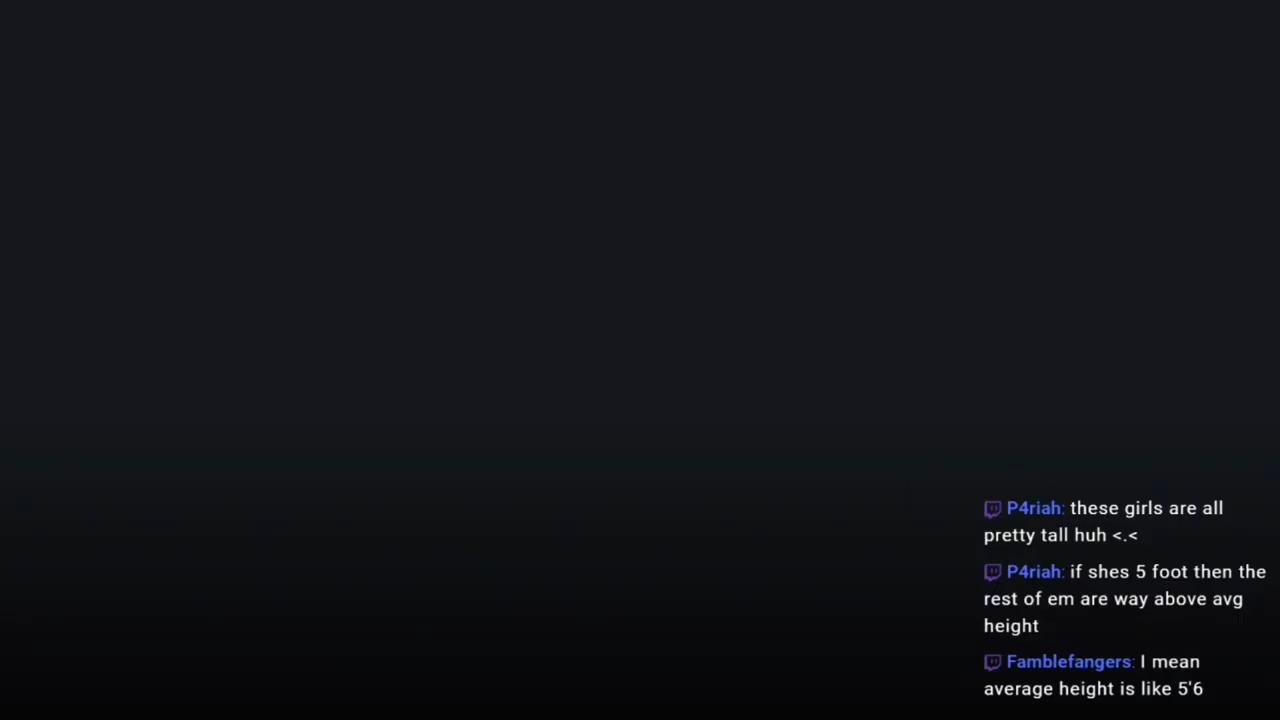 P4riah: these girls are all
pretty tall huh <.<
P4riah: if shes 5 foot then the
rest of em are way above avg
height
Famblefangers: I mean
average height is like 5'6